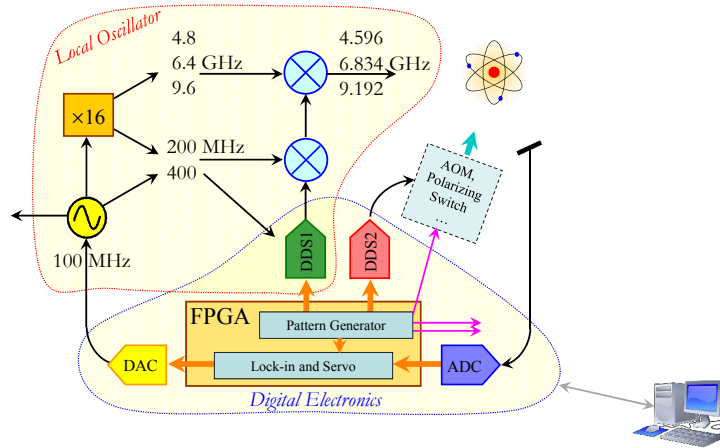 Local Oscillator
4.8
6.4 GHz
9.6
4.596
6.834 GHz
9.192
×16
200 MHz
400
AOM,
Polarizing
Switch
...
100 MHz
DDS1
DDS2
FPGA
Pattern Generator
DAC
Lock-in and Servo
ADC
Digital Electronics